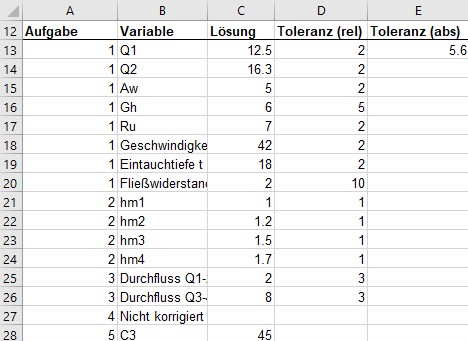 A B C D E
12 Aufgabe Variable Lösung Toleranz (rel) Toleranz (abs)
13 1 Q1 12.5 2 5.6
14 1 Q2 16.3 2
15 1 Aw 5 2
16 1 Gh 6 5
17 1 Ru 7 2
18 1 Geschwindigke 42 2
19 1 Eintauchtiefe t 18 2
20 1 Fließwiderstand 2 10
21 2 hm1 1 1
22 2 hm2 1.2 1
23 2 hm3 1.5 1
24 2 hm4 1.7 1
25 3 Durchfluss Q1- 2 3
26 3 Durchfluss Q3- 8 3
27 4 Nicht korrigiert
28 5 C3 45